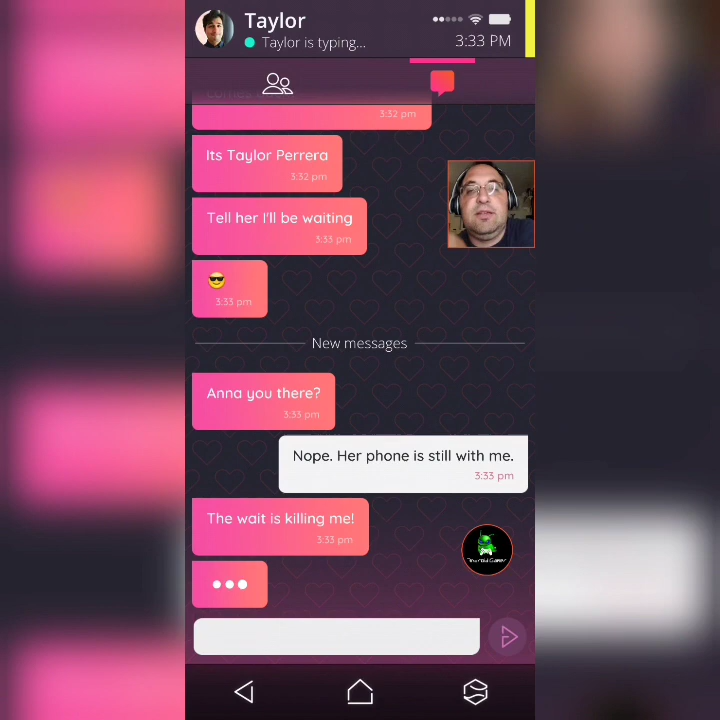 Taylor
Taylor is typing...
3:33 PM
3:32 pm
Its Taylor Perrera
3:32 pm
Tell her I'll be waiting
3:33 pm
3:33 pm
New messages
Anna you there?
3:33 pm
Nope. Her phone is still with me.
3:33 pm
The wait is killing me!
3:33 pm
Android Gamer